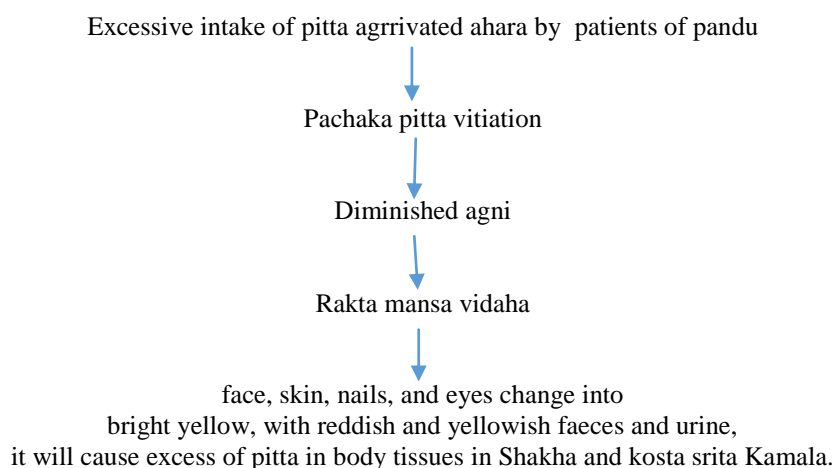 Excessive intake of pitta agrrivated ahara by patients of pandu
Pachaka pitta vitiation
Diminished agni
Rakta mansa vidaha
face, skin, nails, and eyes change into
bright yellow, with reddish and yellowish faeces and urine,
it will cause excess of pitta in body tissues in Shakha and kosta srita Kamala.